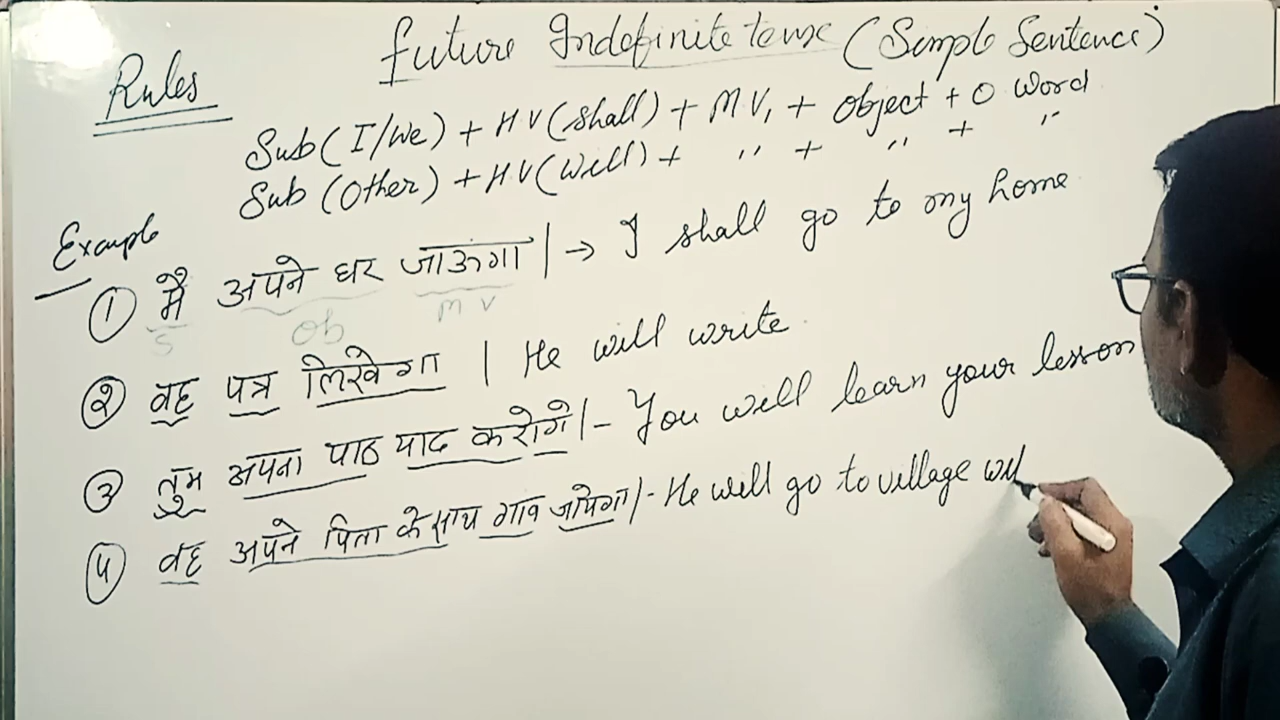 Rules
Future Indefinite tense (Simple Sentence)
Sub (I/We) + HV (shall) + MV₁ + Object + O Word
Sub (Other) + HV (will) + " + " + "
Example
① मै अपने घर जाऊंगा | → I shall go to my home
S Ob MV
② वह पत्र लिखेगा | He will write
③ तुम अपना पाठ याद करोगे | - You will learn your lesson
④ वह अपने पिता के साथ गाव जायेगा | - He will go to village